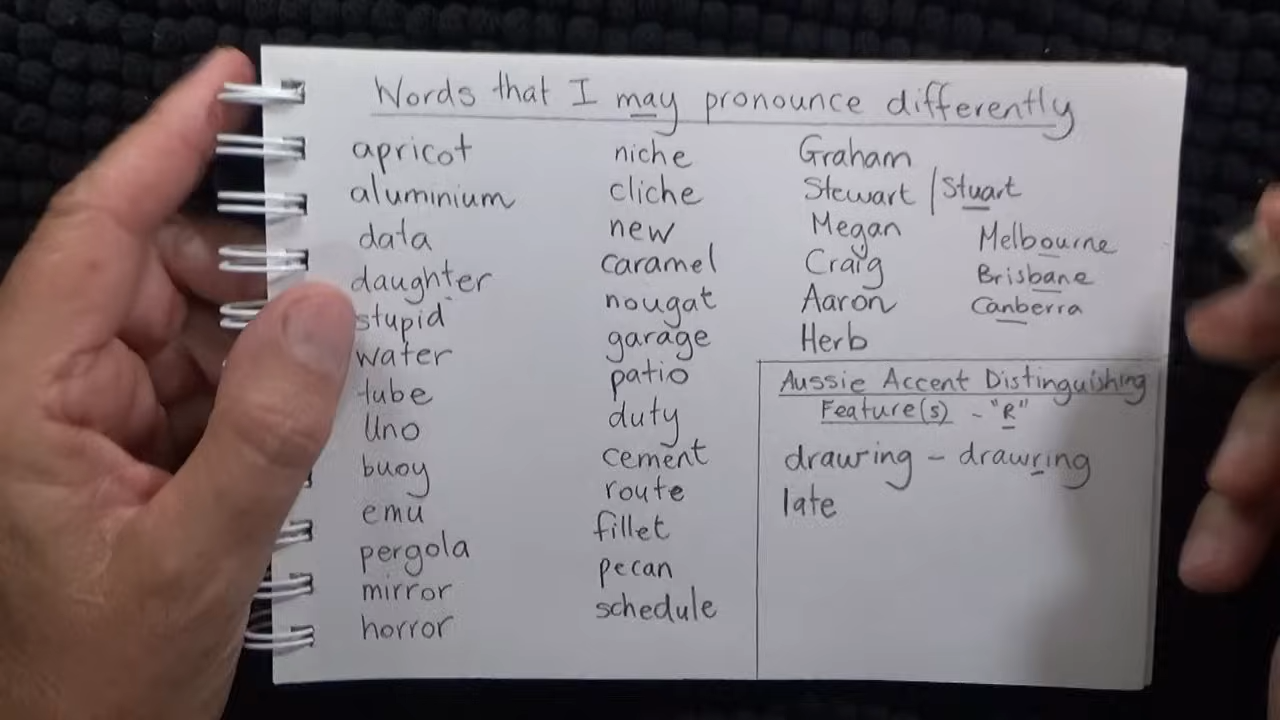 Words that I may pronounce differently
apricot
aluminium
data
daughter
stupid
water
tube
Uno
buoy
emu
pergola
mirror
horror
niche
cliche
new
caramel
nougat
garage
patio
duty
cement
route
fillet
pecan
schedule
Graham
Stewart / Stuart
Megan
Craig
Aaron
Herb
Melbourne
Brisbane
Canberra
Aussie Accent Distinguishing
Feature(s) - "R"
drawing - drawring
late